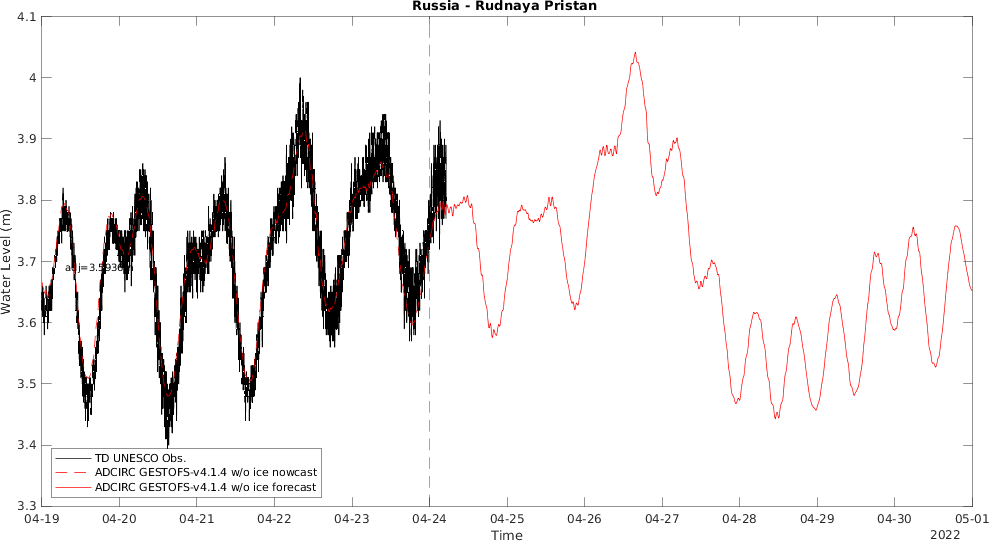 Russia - Rudnaya Pristan
4.1
4
3.9
3.8
3.7
3.6
3.5
3.4
3.3
Water Level (m)
TD UNESCO Obs.
ADCIRC GESTOFS-v4.1.4 w/o ice nowcast
ADCIRC GESTOFS-v4.1.4 w/o ice forecast
04-19 04-20 04-21 04-22 04-23 04-24 04-25 04-26 04-27 04-28 04-29 04-30 05-01
Time
2022